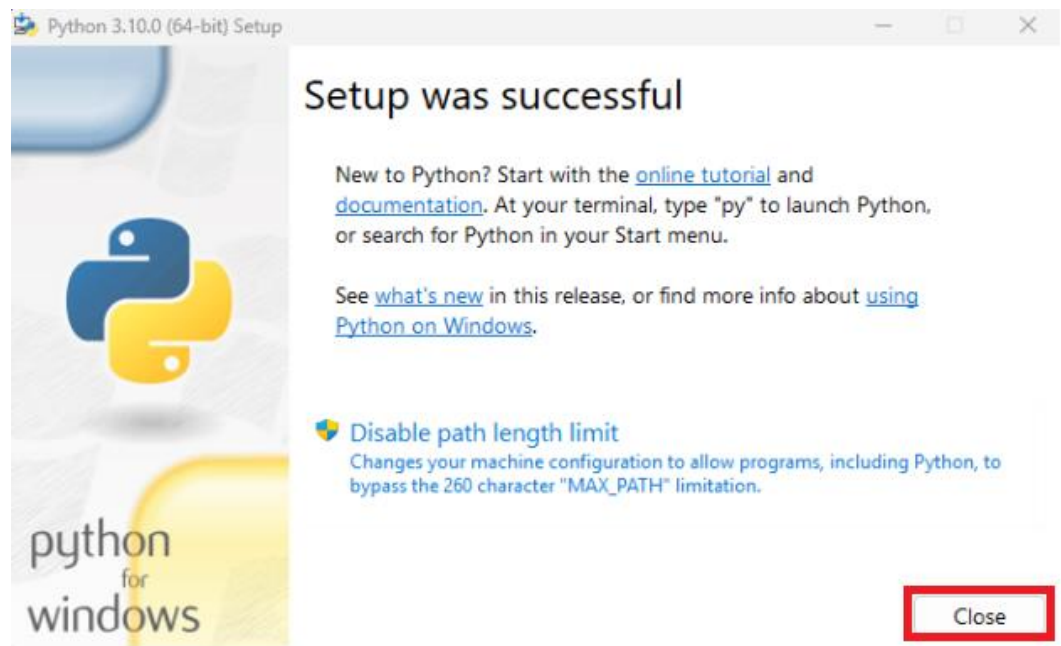 Python 3.10.0 (64-bit) Setup
Setup was successful
New to Python? Start with the online tutorial and
documentation. At your terminal, type "py" to launch Python,
or search for Python in your Start menu.
See what's new in this release, or find more info about using
Python on Windows.
Disable path length limit
Changes your machine configuration to allow programs, including Python, to
bypass the 260 character "MAX_PATH" limitation.
python
for
windows
Close